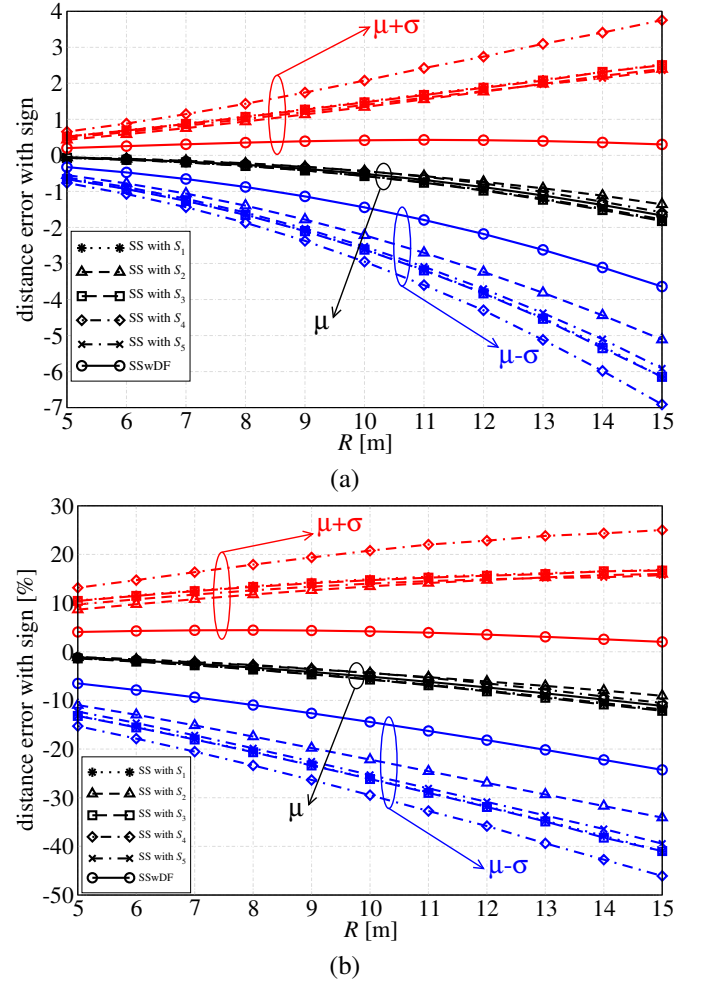 4
3
2
1
0
-1
-2
-3
-4
-5
-6
-7
distance error with sign
μ+σ
μ
μ-σ
SS with S1
SS with S2
SS with S3
SS with S4
SS with S5
SSwDF
5 6 7 8 9 10 11 12 13 14 15
R [m]
(a)
30
20
10
0
-10
-20
-30
-40
-50
distance error with sign [%]
μ+σ
μ
μ-σ
SS with S1
SS with S2
SS with S3
SS with S4
SS with S5
SSwDF
5 6 7 8 9 10 11 12 13 14 15
R [m]
(b)